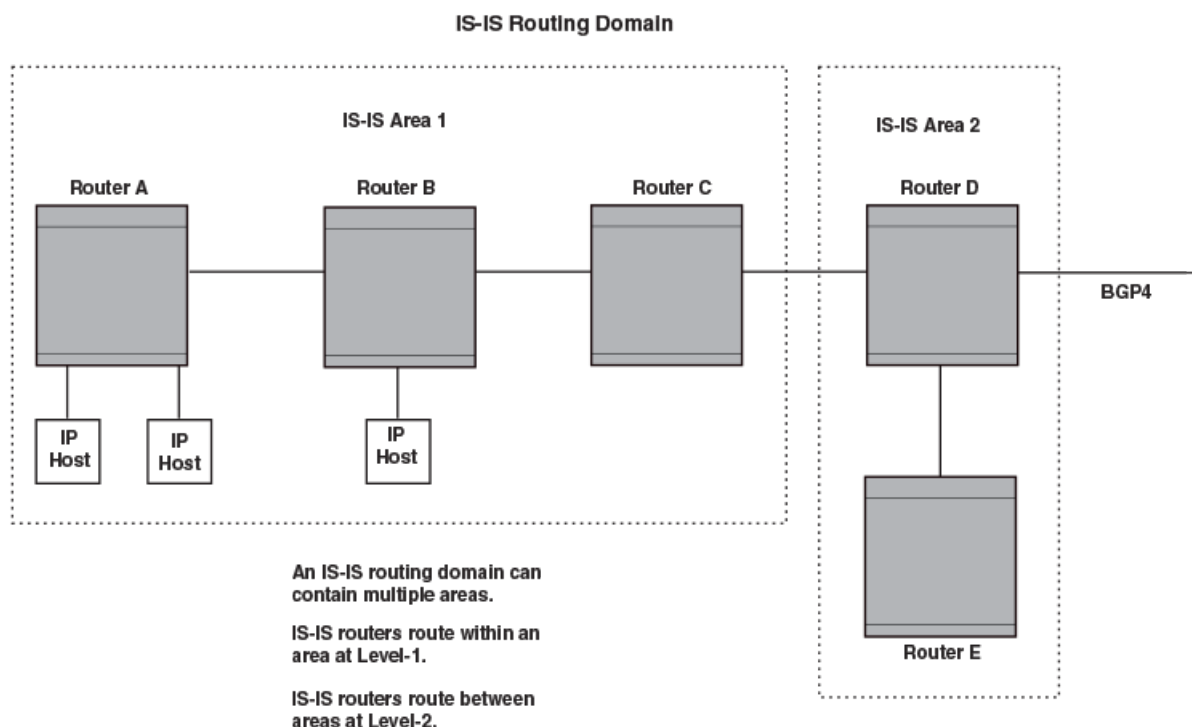 IS-IS Routing Domain
IS-IS Area 1
IS-IS Area 2
Router A
Router B
Router C
Router D
BGP4
IP
Host
IP
Host
IP
Host
Router E
An IS-IS routing domain can
contain multiple areas.
IS-IS routers route within an
area at Level-1.
IS-IS routers route between
areas at Level-2.